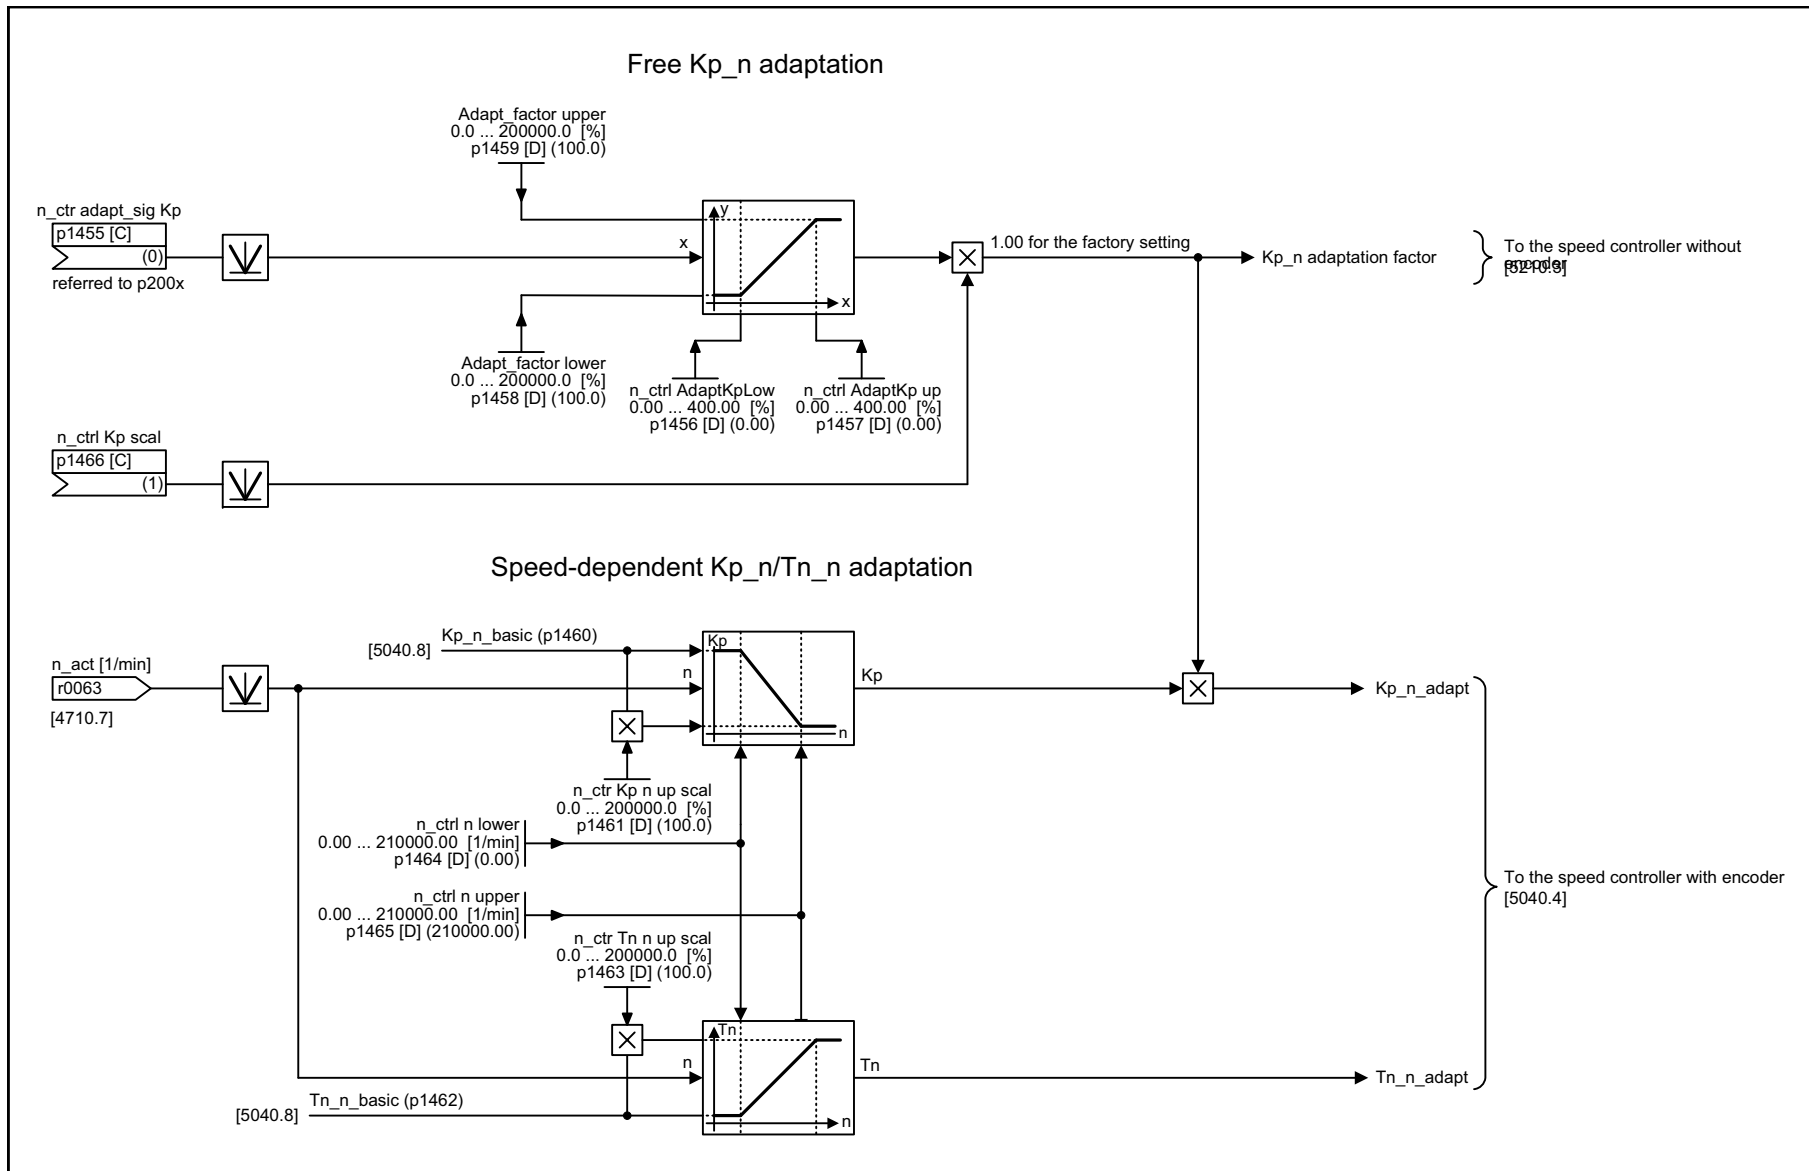 Free Kp_n adaptation
Adapt_factor upper
0.0 ... 200000.0 [%]
p1459 [D] (100.0)
n_ctr adapt_sig Kp
p1455 [C]
(0)
referred to p200x
y
x
x
1.00 for the factory setting
Kp_n adaptation factor
To the speed controller without
encoder
[5210.3]
Adapt_factor lower
0.0 ... 200000.0 [%]
p1458 [D] (100.0)
n_ctrl AdaptKpLow
0.00 ... 400.00 [%]
p1456 [D] (0.00)
n_ctrl AdaptKp up
0.00 ... 400.00 [%]
p1457 [D] (0.00)
n_ctrl Kp scal
p1466 [C]
(1)
Speed-dependent Kp_n/Tn_n adaptation
Kp_n_basic (p1460)
[5040.8]
n_act [1/min]
r0063
[4710.7]
Kp
n
n
Kp
Kp_n_adapt
n_ctr Kp n up scal
0.0 ... 200000.0 [%]
p1461 [D] (100.0)
n_ctrl n lower
0.00 ... 210000.00 [1/min]
p1464 [D] (0.00)
n_ctrl n upper
0.00 ... 210000.00 [1/min]
p1465 [D] (210000.00)
To the speed controller with encoder
[5040.4]
n_ctr Tn n up scal
0.0 ... 200000.0 [%]
p1463 [D] (100.0)
Tn
n
n
Tn
Tn_n_adapt
Tn_n_basic (p1462)
[5040.8]